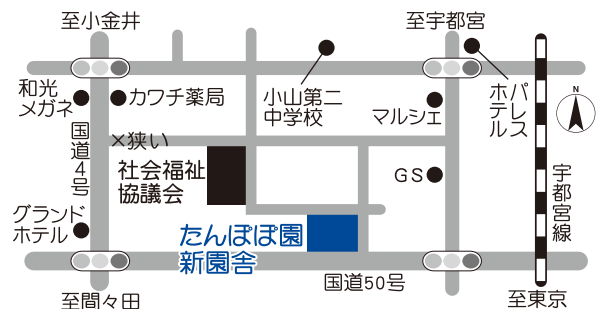 至小金井
至宇都宮
和光
メガネ
カワチ薬局
小山第二
中学校
マルシェ
パレス
ホテル
N
国道4号
×狭い
社会福祉
協議会
GS
宇都宮線
グランド
ホテル
たんぽぽ園
新園舎
国道50号
至間々田
至東京